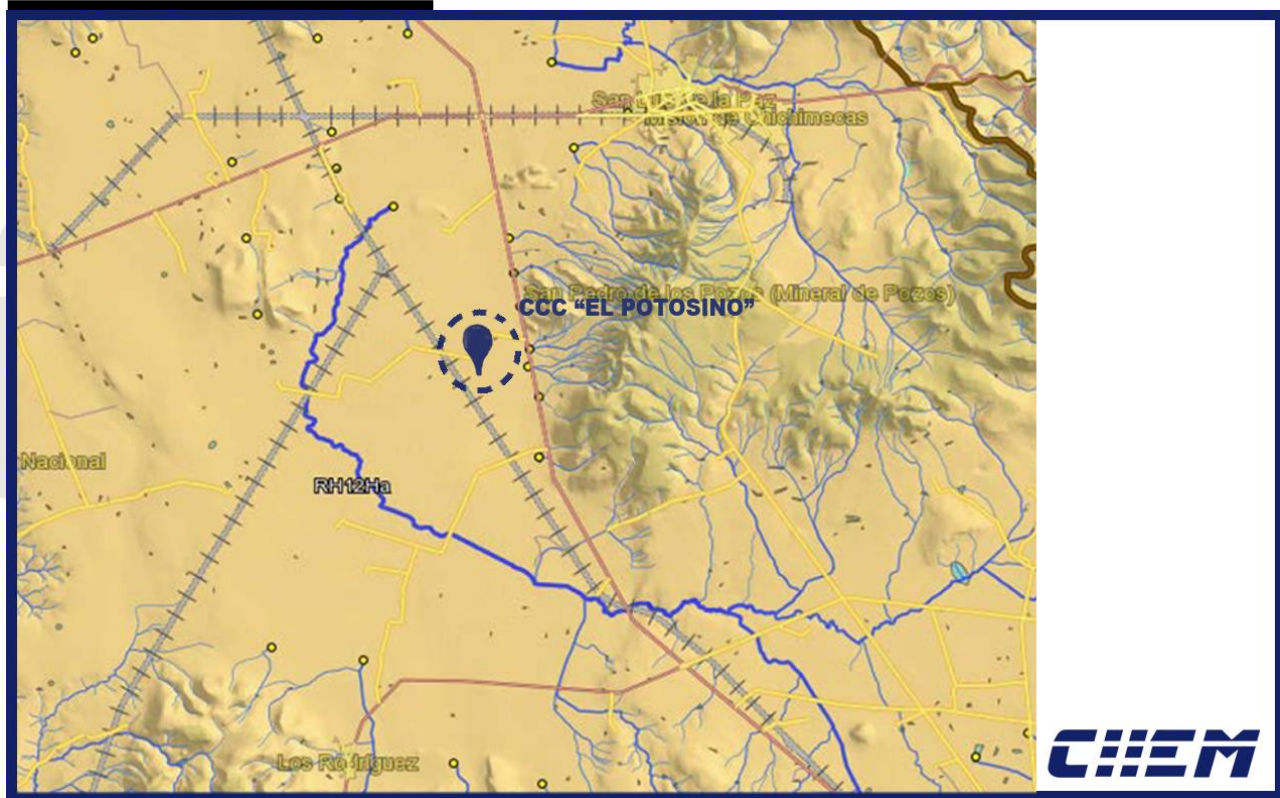 San Luis de la Paz
Misión de Chichimecas
San Pedro de los Pozos (Mineral de Pozos)
CCC “EL POTOSINO”
Nacional
RH12Ha
Los Rodríguez
CIIEM